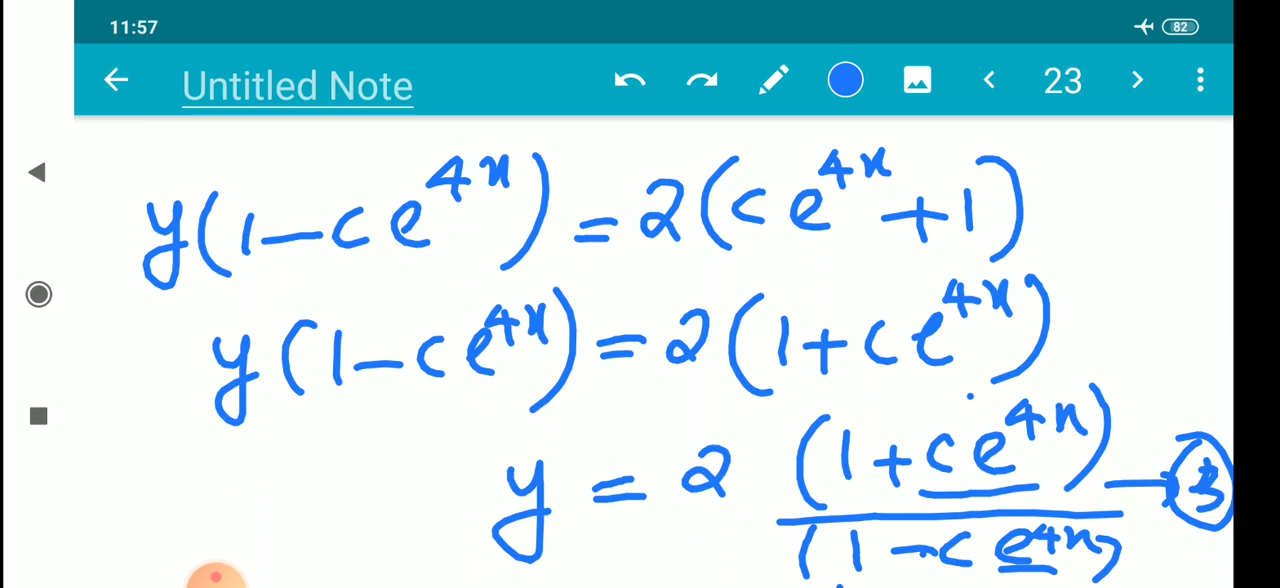 11:57 82
Untitled Note 23
y(1-ce^{4x}) = 2(ce^{4x}+1)
y(1-ce^{4x}) = 2(1+ce^{4x})
y = 2 \frac{(1+ce^{4x})}{(1-ce^{4x})} → ③